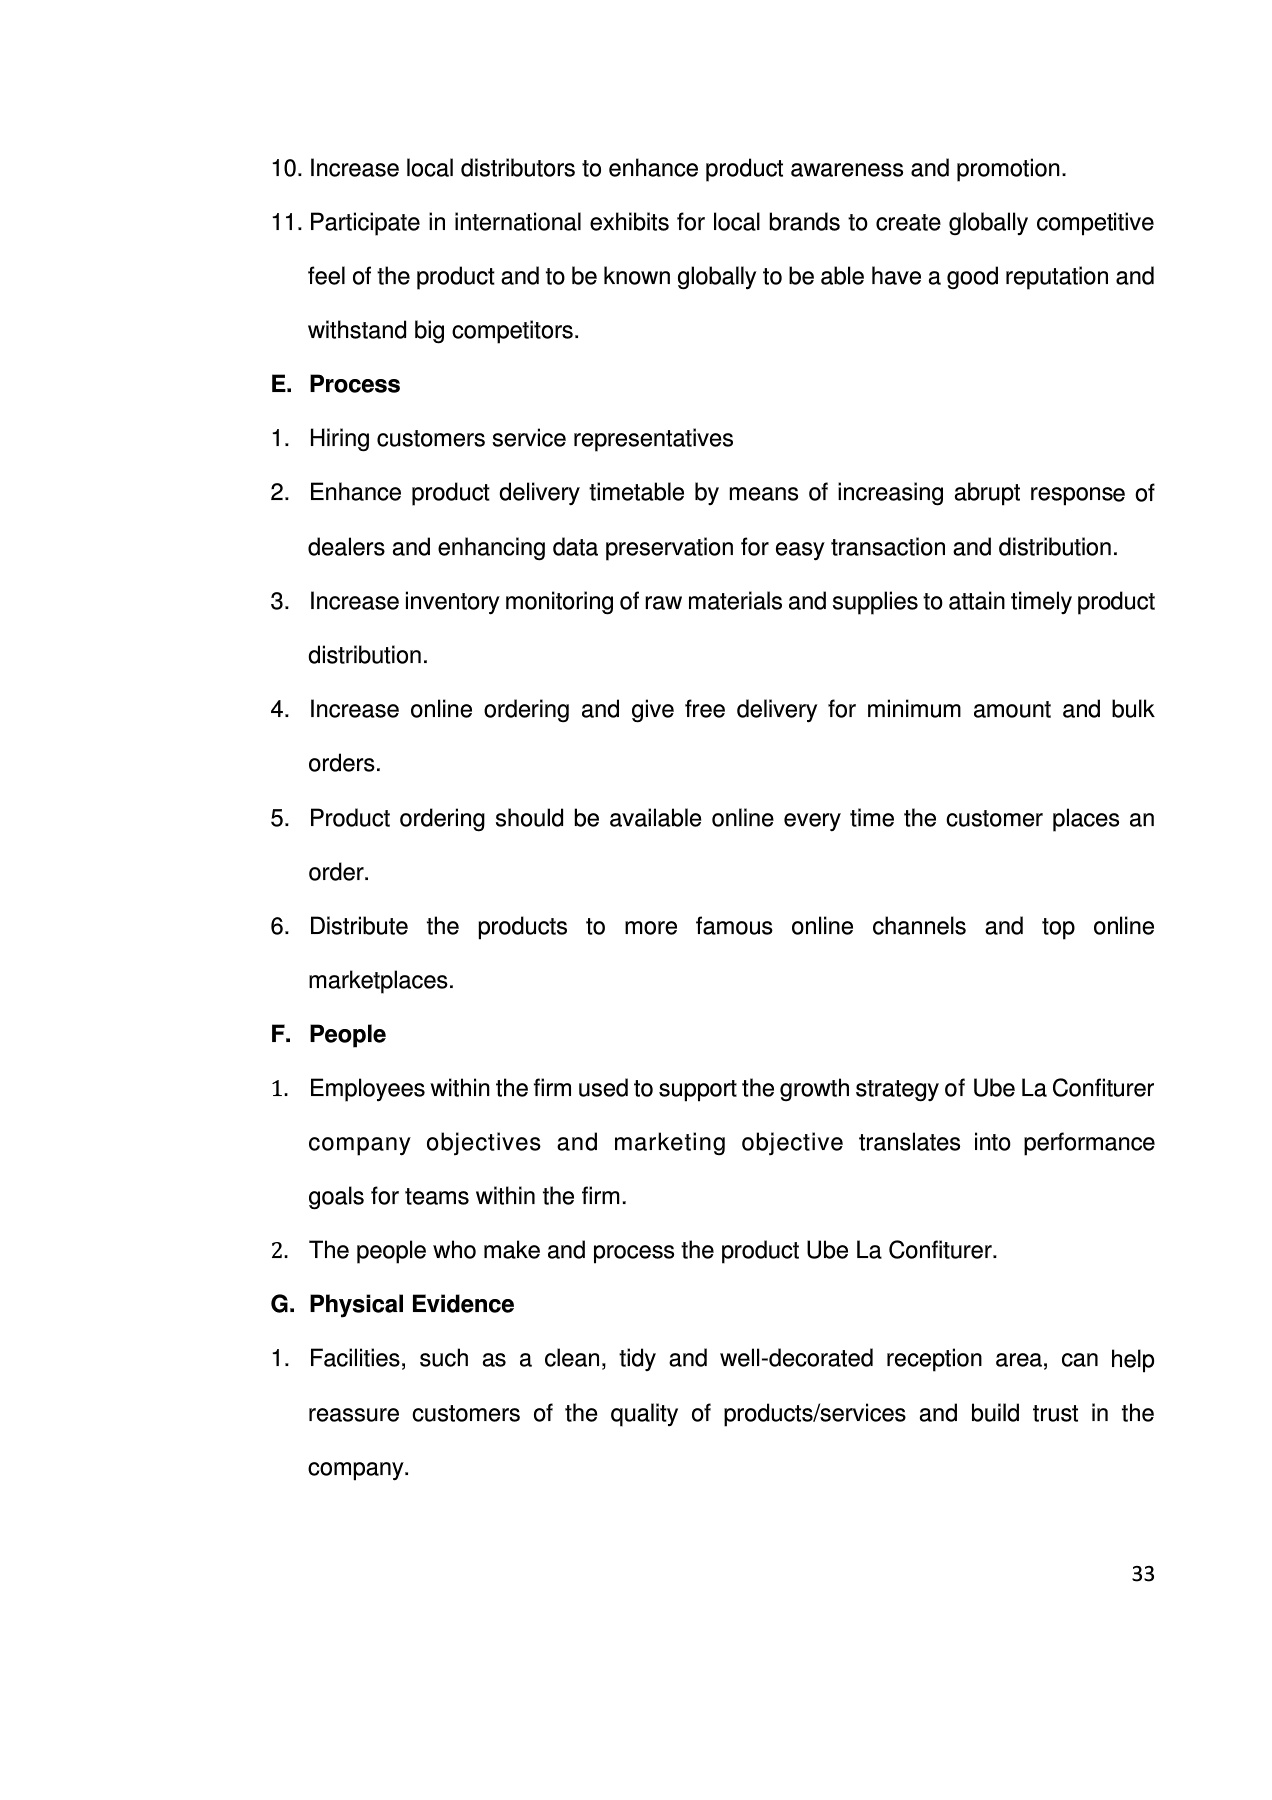 10. Increase local distributors to enhance product awareness and promotion.
11. Participate in international exhibits for local brands to create globally competitive
feel of the product and to be known globally to be able have a good reputation and
withstand big competitors.
E. Process
1. Hiring customers service representatives
2. Enhance product delivery timetable by means of increasing abrupt response of
dealers and enhancing data preservation for easy transaction and distribution.
3. Increase inventory monitoring of raw materials and supplies to attain timely product
distribution.
4. Increase online ordering and give free delivery for minimum amount and bulk
orders.
5. Product ordering should be available online every time the customer places an
order.
6. Distribute the products to more famous online channels and top online
marketplaces.
F. People
1. Employees within the firm used to support the growth strategy of Ube La Confiturer
company objectives and marketing objective translates into performance
goals for teams within the firm.
2. The people who make and process the product Ube La Confiturer.
G. Physical Evidence
1. Facilities, such as a clean, tidy and well-decorated reception area, can help
reassure customers of the quality of products/services and build trust in the
company.
33